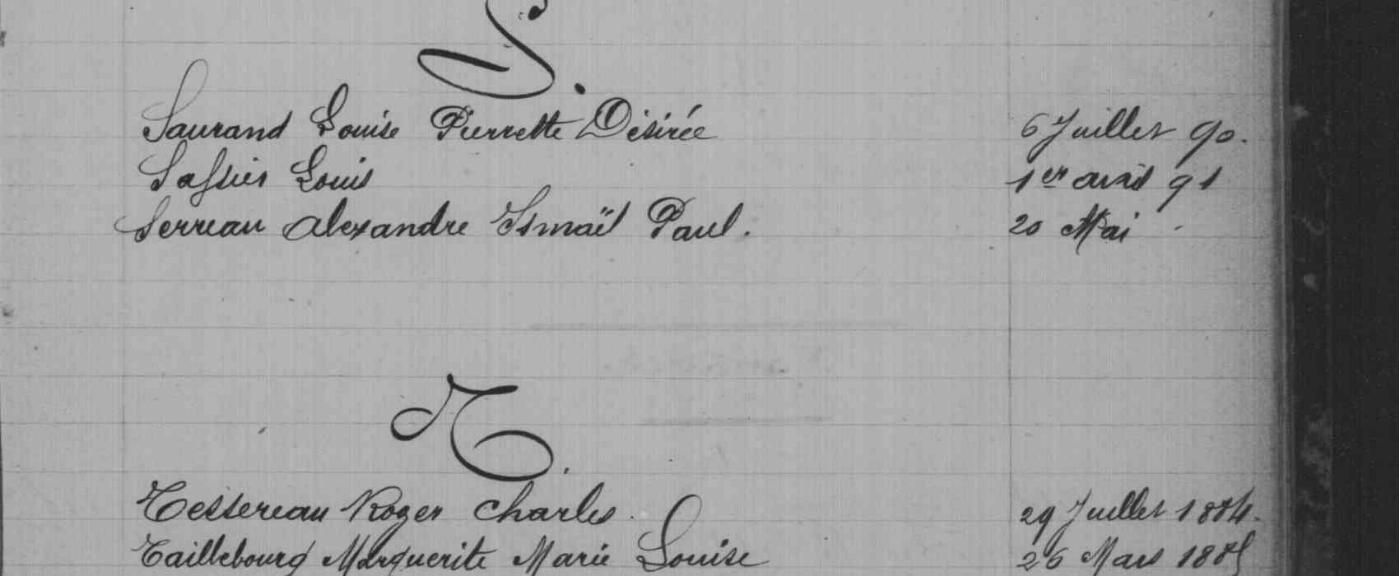 S.
Saurand Louise Pierrette Désirée 6 Juillet 90.
Sassier Louis 1er avril 91
Serreau Alexandre Ismaël Paul. 20 Mai -
T.
Tessereau Roger Charles. 29 Juillet 1884.
Taillebourg Marguerite Marie Louise 26 Mars 1885